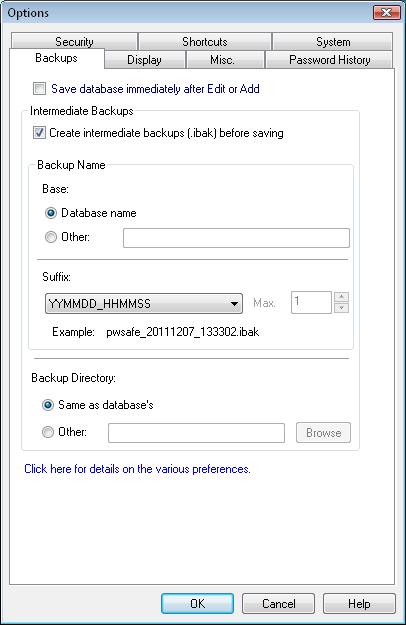 Options
Security Shortcuts System
Backups Display Misc. Password History
Save database immediately after Edit or Add
Intermediate Backups
Create intermediate backups (.ibak) before saving
Backup Name
Base:
Database name
Other:
Suffix:
YYMMDD_HHMMSS Max. 1
Example: pwsafe_20111207_133302.ibak
Backup Directory:
Same as database's
Other: Browse
Click here for details on the various preferences.
OK Cancel Help